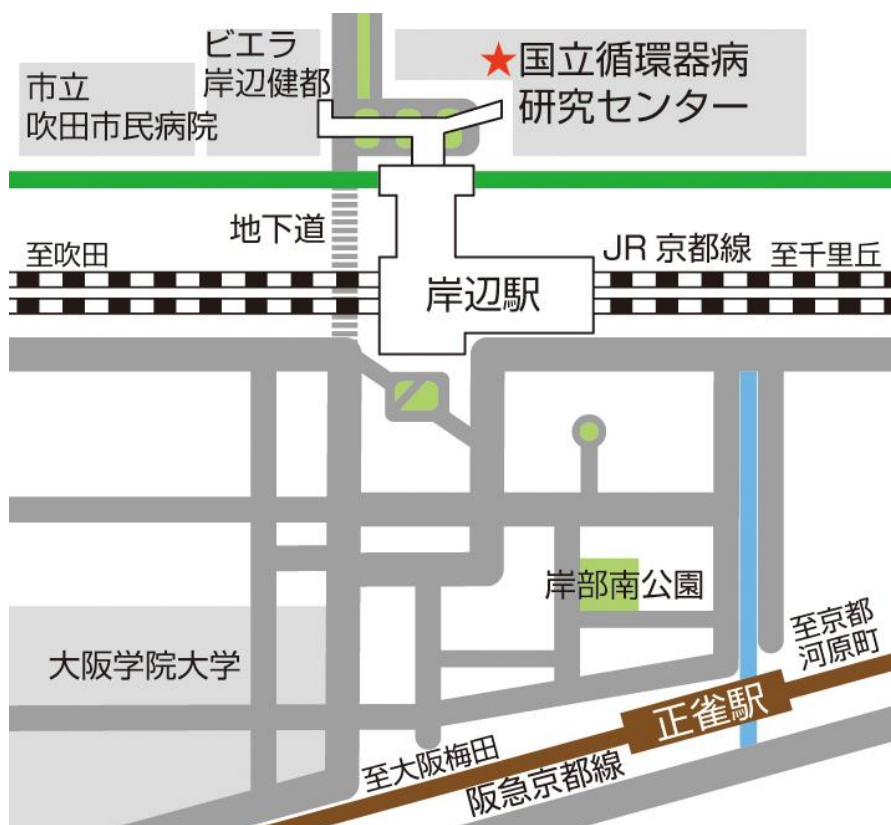 ビエラ
岸辺健都
★国立循環器病
研究センター
市立
吹田市民病院
地下道
至吹田
JR 京都線
至千里丘
岸辺駅
岸部南公園
大阪学院大学
至京都
河原町
正雀駅
至大阪梅田
阪急京都線